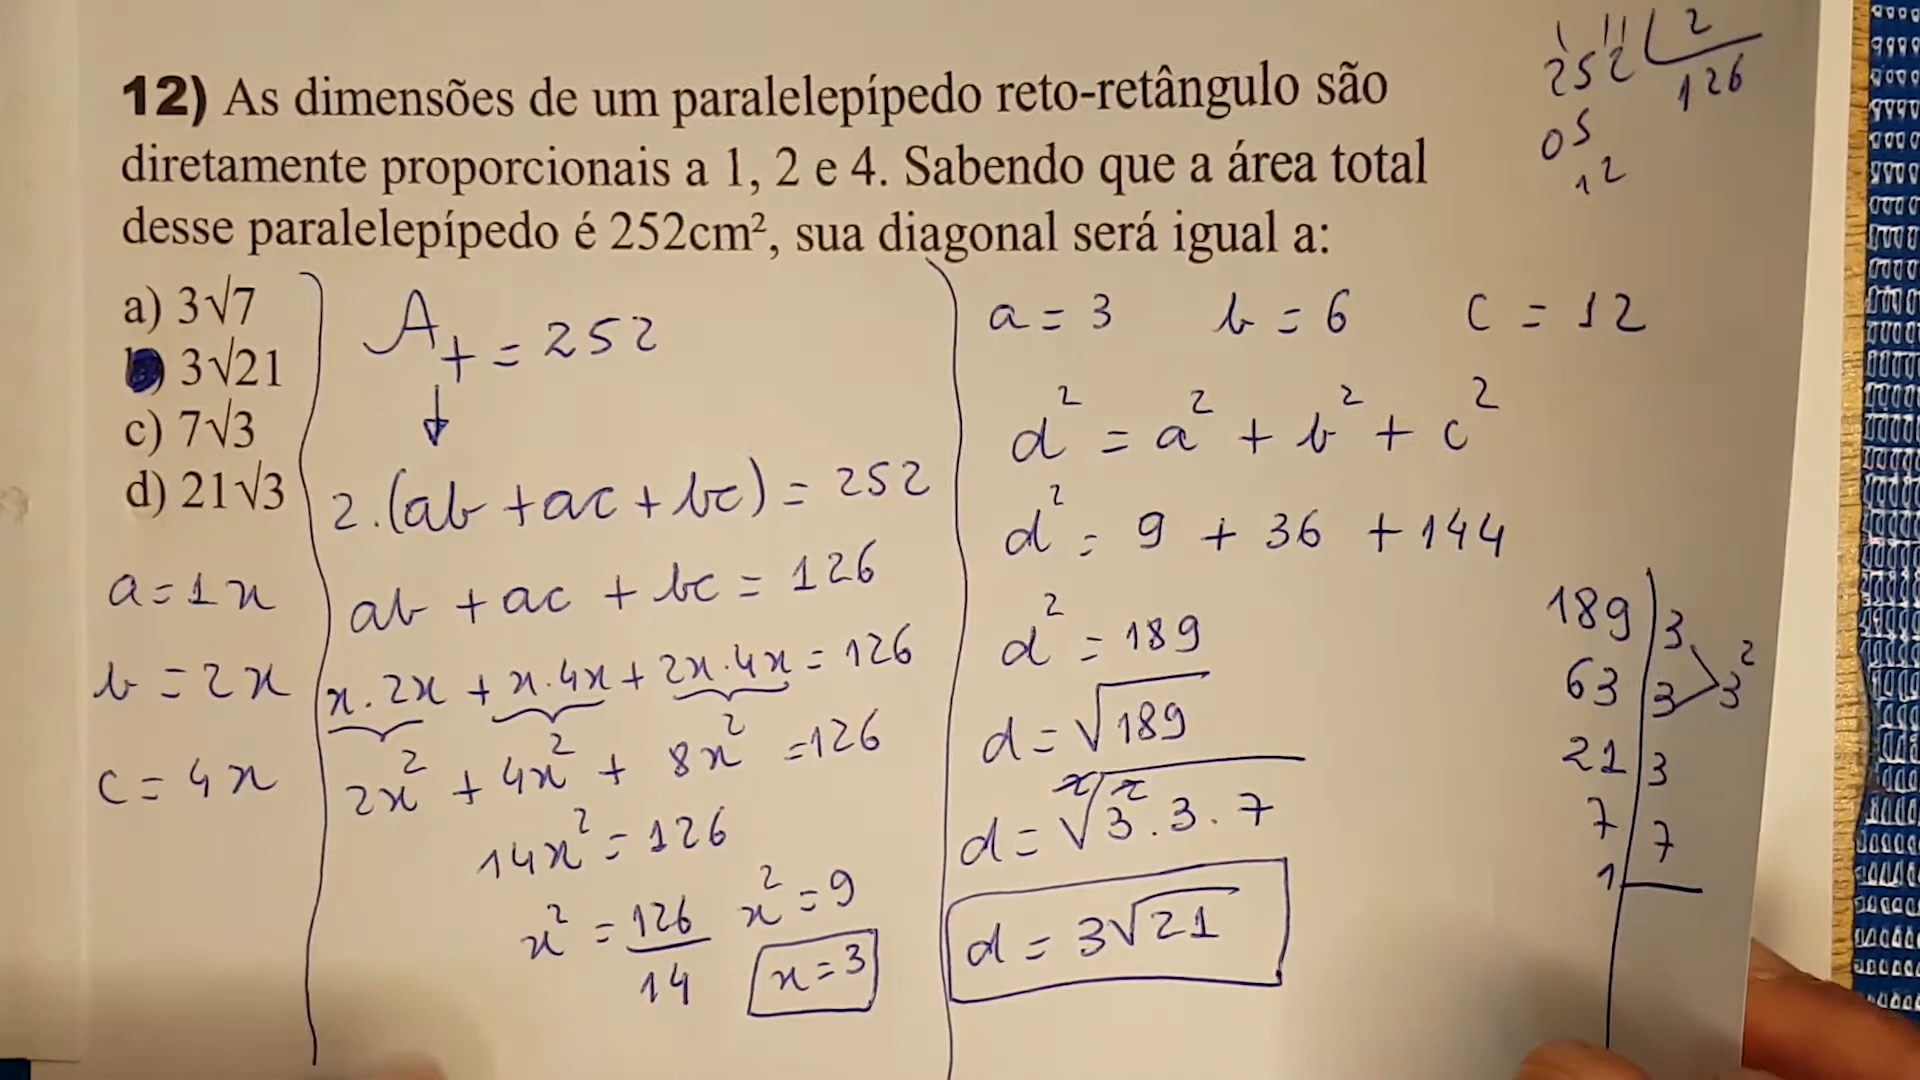 12) As dimensões de um paralelepípedo reto-retângulo são
diretamente proporcionais a 1, 2 e 4. Sabendo que a área total
desse paralelepípedo é 252cm², sua diagonal será igual a:
a) 3√7
b) 3√21
c) 7√3
d) 21√3
a = 1x
b = 2x
c = 4x
At = 252
↓
2.(ab + ac + bc) = 252
ab + ac + bc = 126
x.2x + x.4x + 2x.4x = 126
2x² + 4x² + 8x² = 126
14x² = 126
x² = 126/14 x² = 9
x = 3
a = 3 b = 6 c = 12
d² = a² + b² + c²
d² = 9 + 36 + 144
d² = 189
d = √189
d = √3².3.7
d = 3√21
252 2
05 126
12
189 3
63 3 3²
21 3
7 7
1